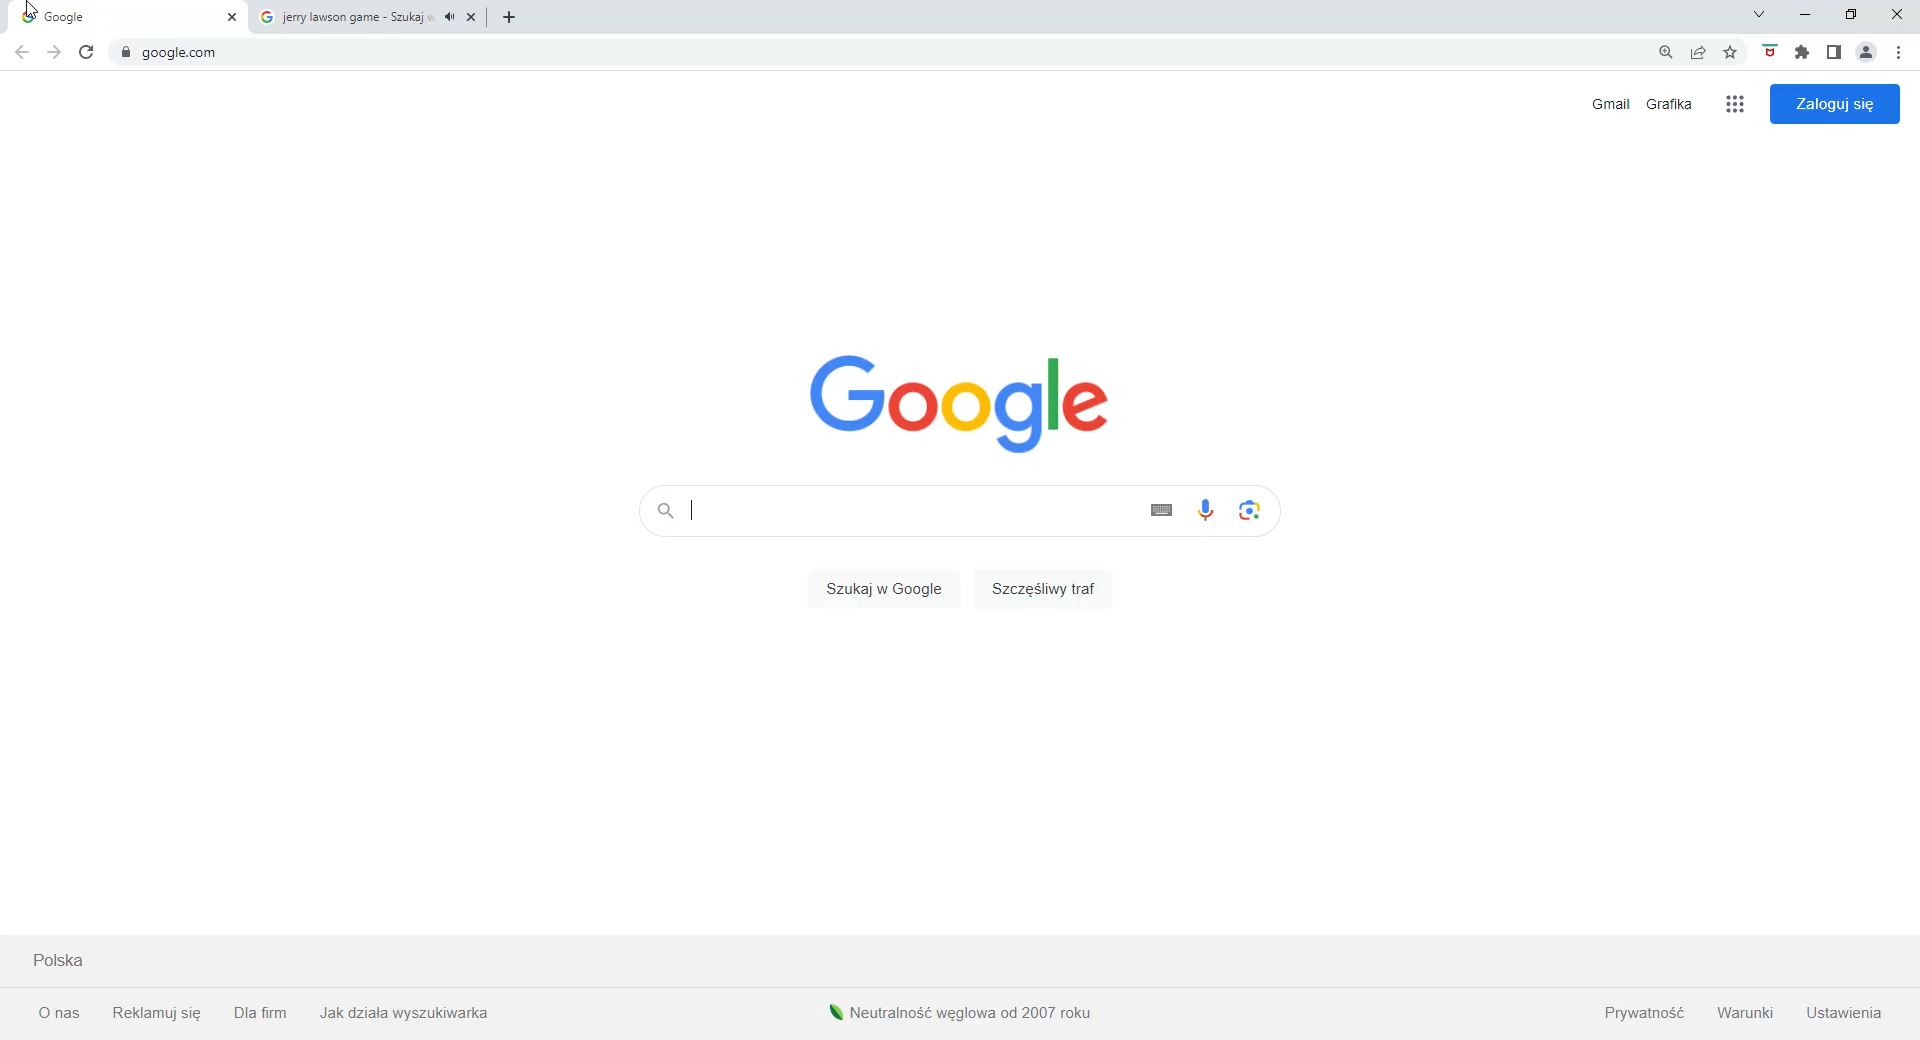 Google
jerry lawson game - Szukaj
google.com
Gmail Grafika Zaloguj się
Google
Szukaj w Google Szczęśliwy traf
Polska
O nas Reklamuj się Dla firm Jak działa wyszukiwarka Neutralność węglowa od 2007 roku Prywatność Warunki Ustawienia